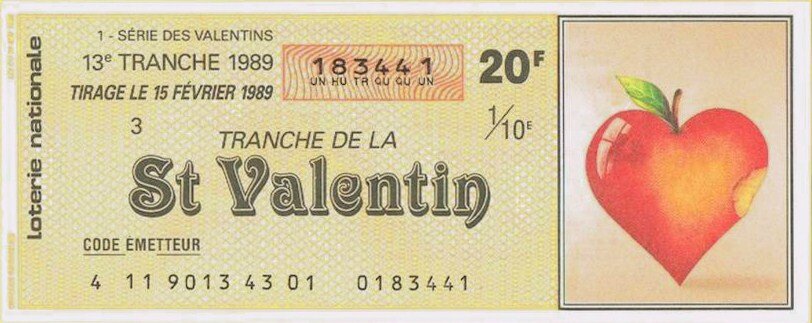 Loterie nationale
1 - SÉRIE DES VALENTINS
13e TRANCHE 1989
TIRAGE LE 15 FÉVRIER 1989
183441
UN HU TR QU QU UN
20F
3
1/10E
TRANCHE DE LA
St Valentin
CODE ÉMETTEUR
4 11 9013 43 01 0183441